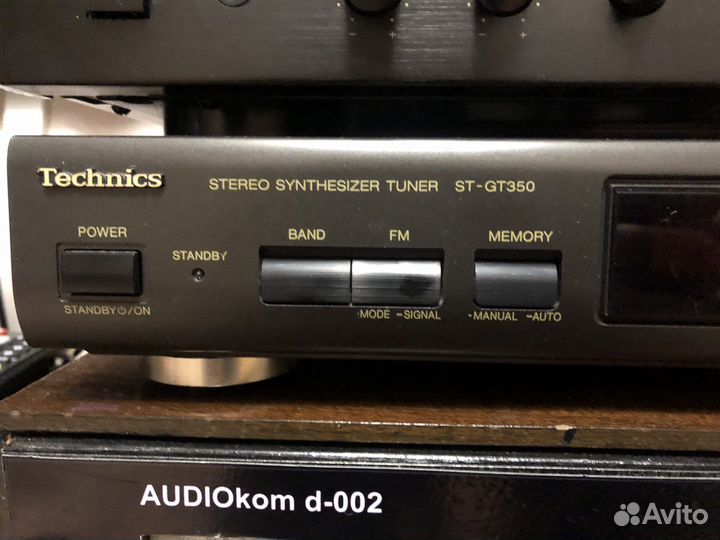 Technics
STEREO SYNTHESIZER TUNER ST-GT350
POWER
STANDBY
BAND
FM
MEMORY
STANDBY⏻/ON
:MODE –SIGNAL
-MANUAL –AUTO
AUDIOkom d-002
Avito